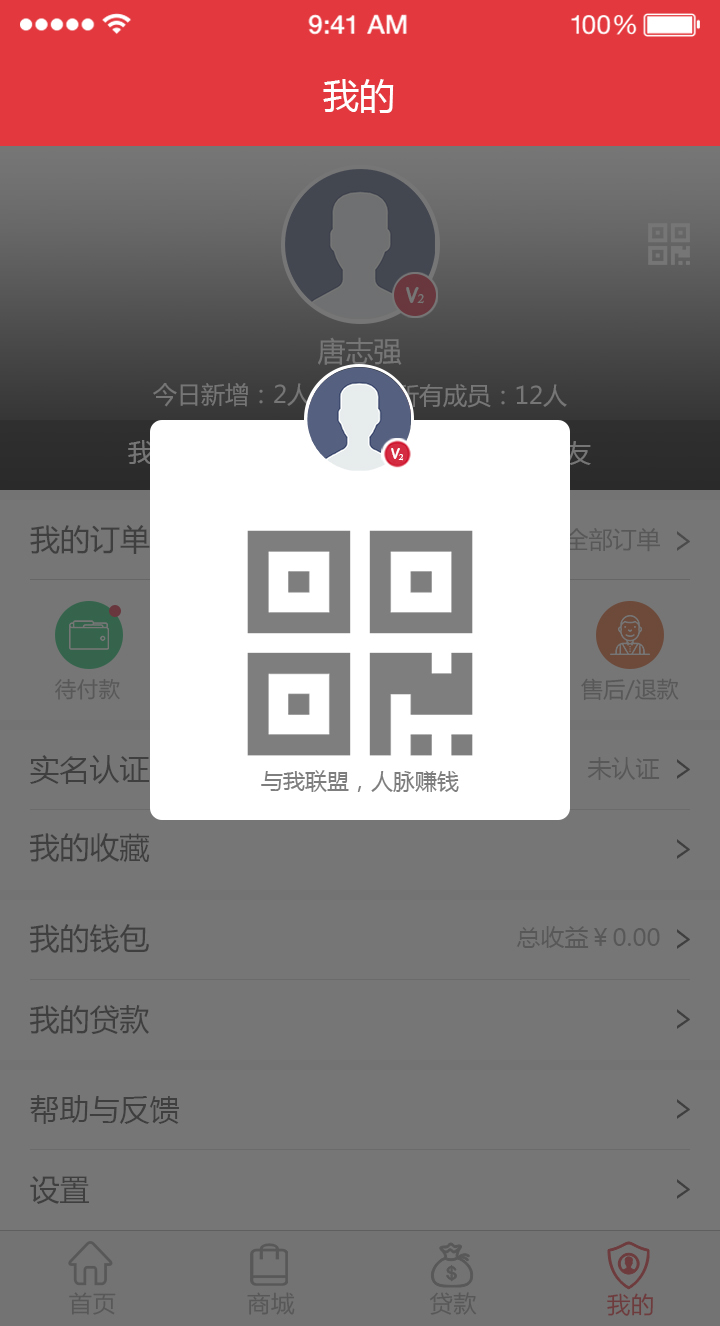 9:41 AM 100%
我的
V2
唐志强
今日新增：2人 所有成员：12人
我 友
V2
我的订单 全部订单
待付款 售后/退款
实名认证 未认证
与我联盟，人脉赚钱
我的收藏
我的钱包 总收益￥0.00
我的贷款
帮助与反馈
设置
首页 商城 贷款 我的